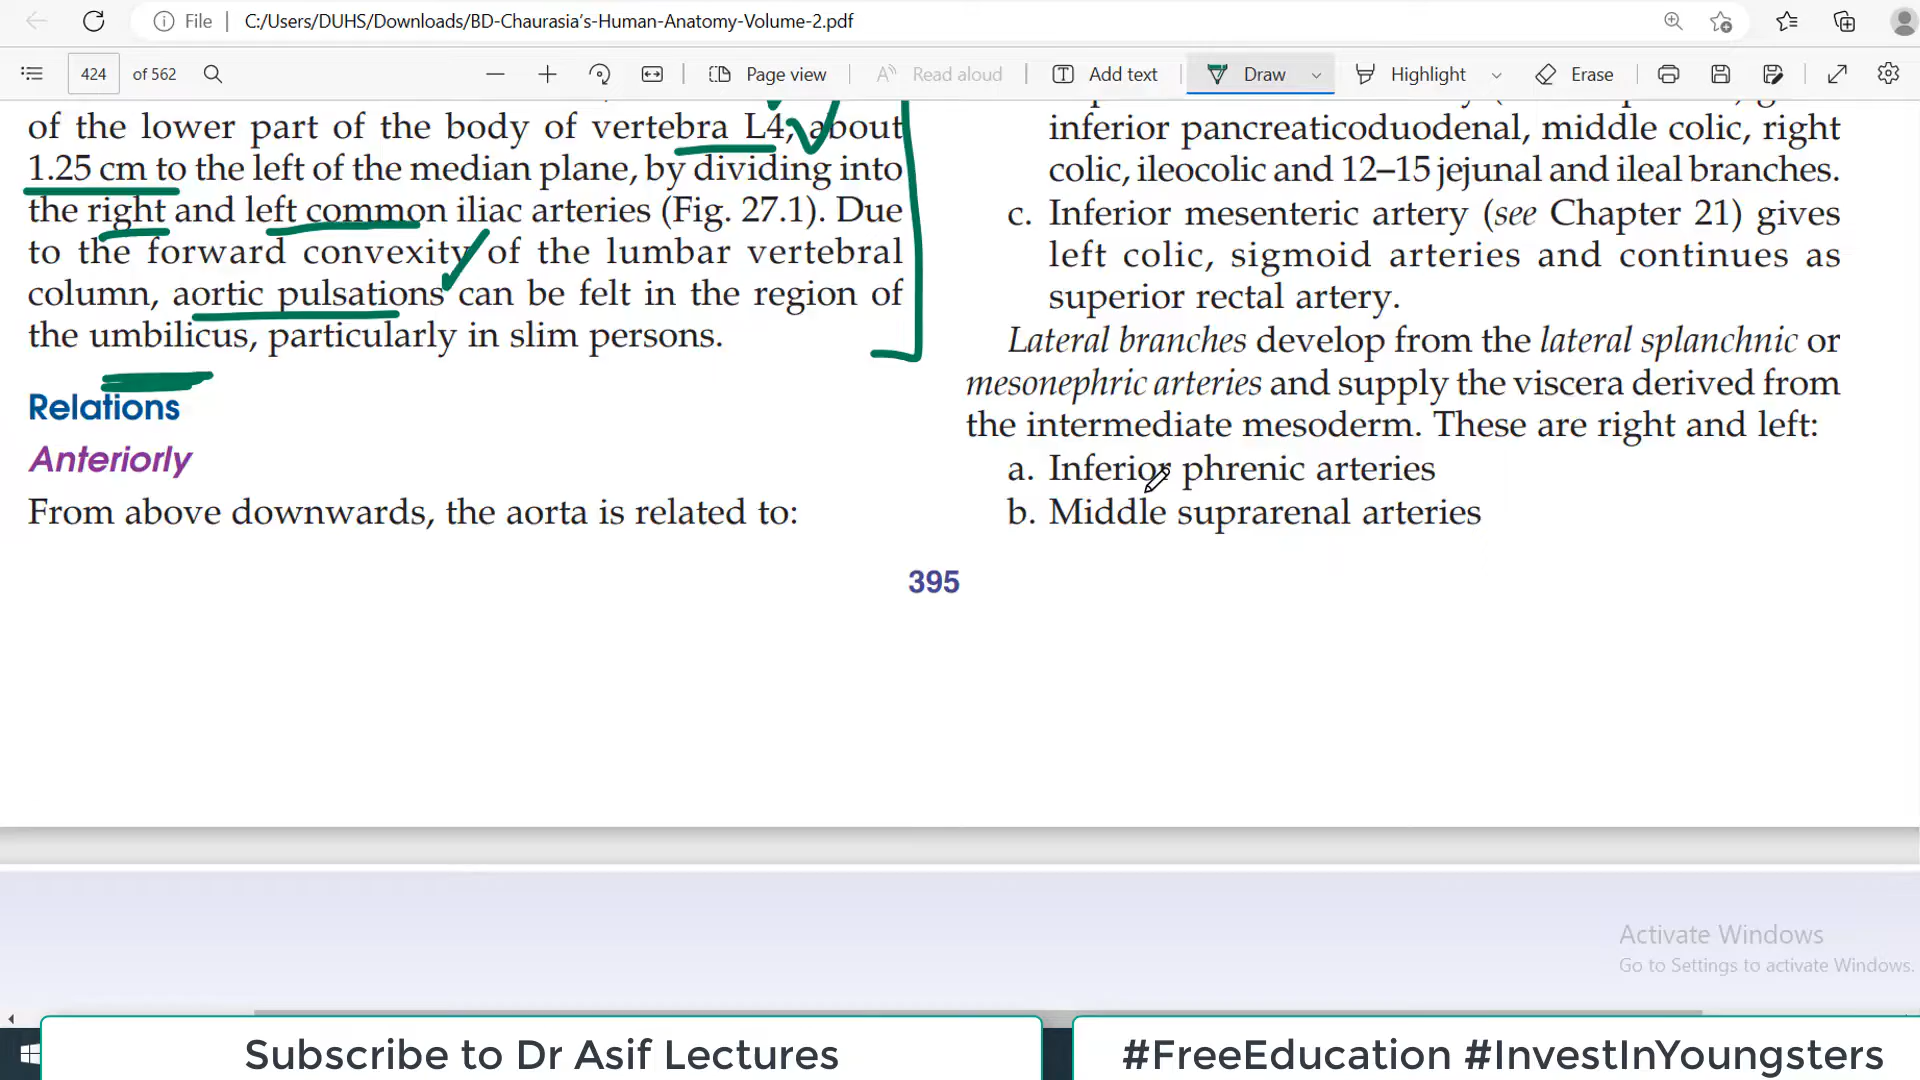 File
C:/Users/DUHS/Downloads/BD-Chaurasia's-Human-Anatomy-Volume-2.pdf
424 of 562
Page view
Read aloud
Add text
Draw
Highlight
Erase
of the lower part of the body of vertebra L4, about
1.25 cm to the left of the median plane, by dividing into
the right and left common iliac arteries (Fig. 27.1). Due
to the forward convexity of the lumbar vertebral
column, aortic pulsations can be felt in the region of
the umbilicus, particularly in slim persons.
Relations
Anteriorly
From above downwards, the aorta is related to:
inferior pancreaticoduodenal, middle colic, right
colic, ileocolic and 12–15 jejunal and ileal branches.
c. Inferior mesenteric artery (see Chapter 21) gives
left colic, sigmoid arteries and continues as
superior rectal artery.
Lateral branches develop from the lateral splanchnic or
mesonephric arteries and supply the viscera derived from
the intermediate mesoderm. These are right and left:
a. Inferior phrenic arteries
b. Middle suprarenal arteries
395
Activate Windows
Go to Settings to activate Windows.
Subscribe to Dr Asif Lectures
#FreeEducation #InvestInYoungsters